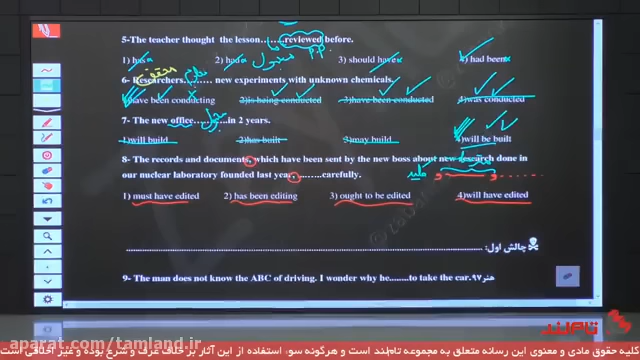 5-The teacher thought the lesson……reviewed before.
مفعول P.P
1) has 2) had 3) should have 4) had been
محقق معلوم
6- Researchers……… new experiments with unknown chemicals.
1) have been conducting 2) is being conducted 3) have been conducted 4) was conducted
7- The new office………in 2 years.
مجهول
1) will build 2) has built 3) may build 4) will be built
8- The records and documents, which have been sent by the new boss about new research done in
our nuclear laboratory founded last year, ……..carefully.
1) must have edited 2) has been editing 3) ought to be edited 4) will have edited
چالش اول:
9- The man does not know the ABC of driving. I wonder why he........to take the car. هنر ۹۷
تاملند
aparat.com/tamland.ir
کلیه حقوق مادی و معنوی این رسانه متعلق به مجموعه تاملند است و هرگونه سوء استفاده از این آثار بر خلاف عرف و شرع بوده و غیر اخلاقی است